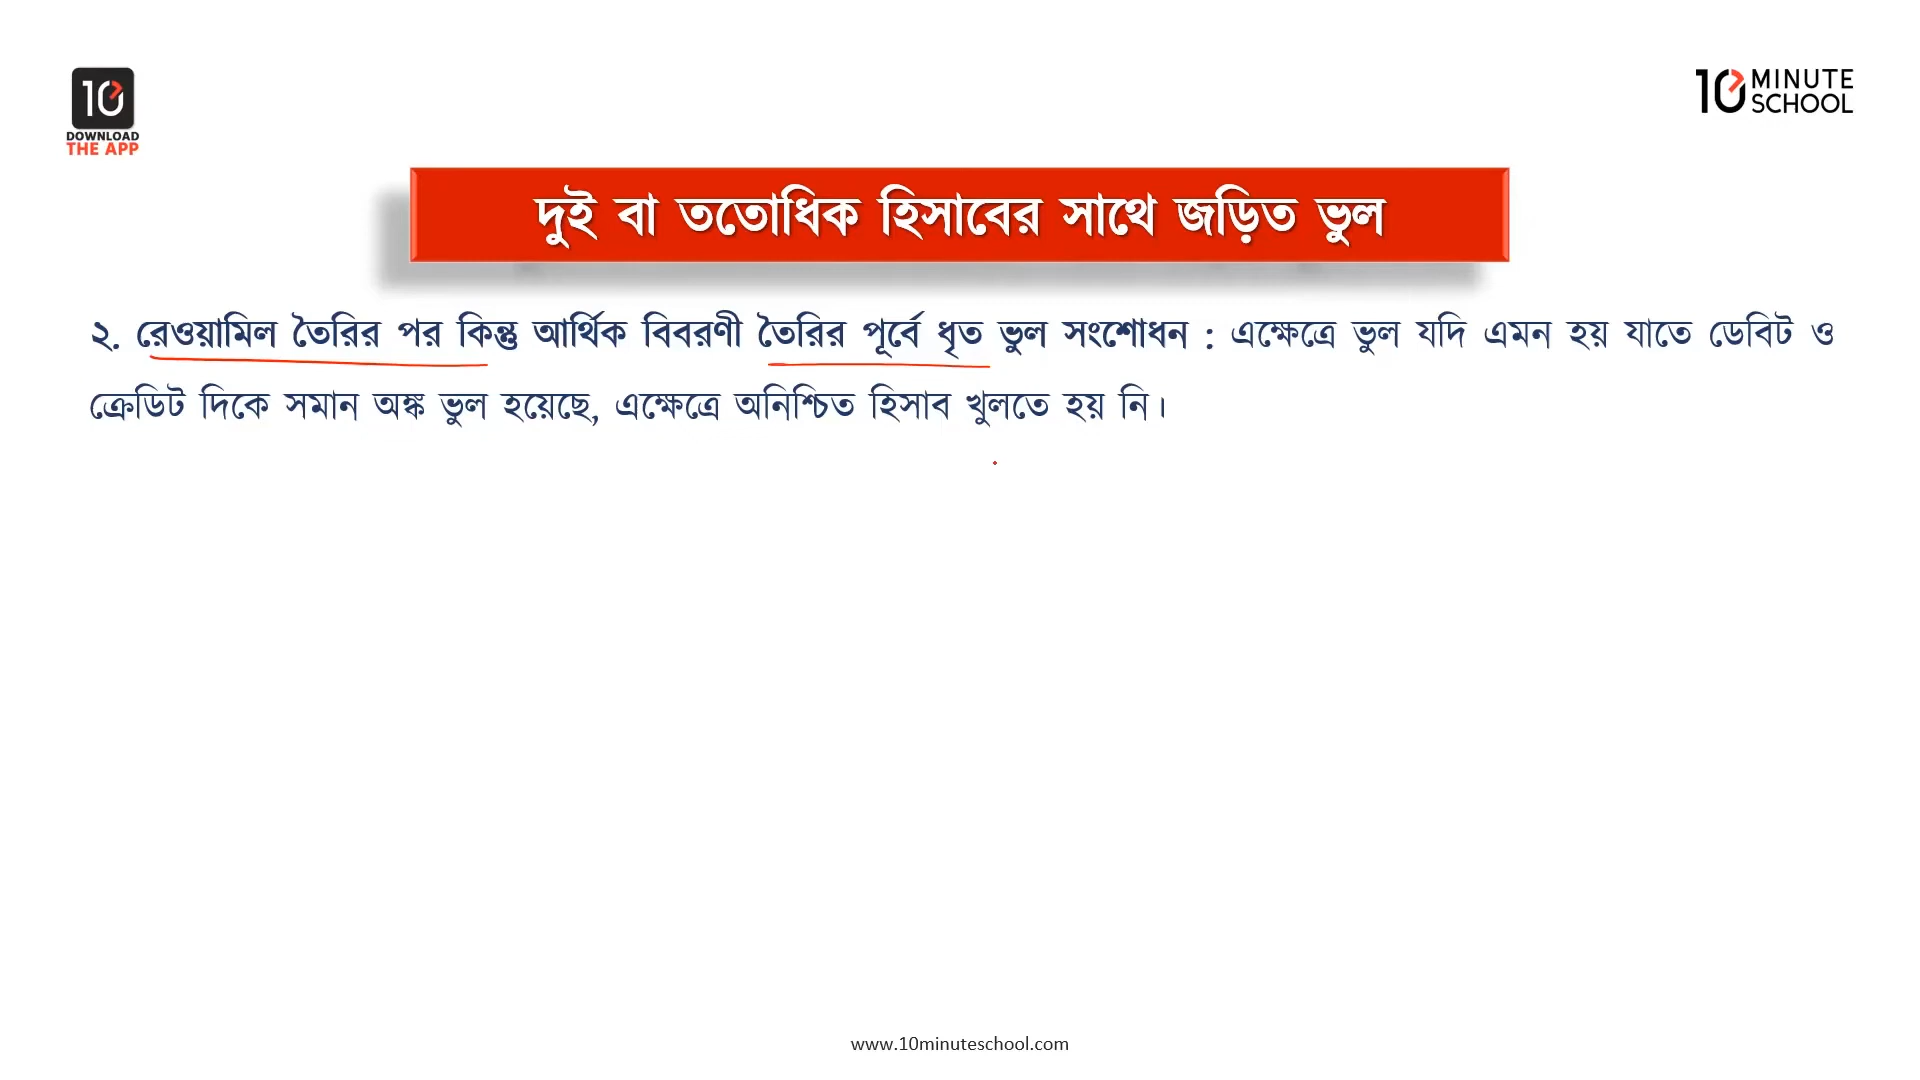 10
DOWNLOAD
THE APP
10 MINUTE
SCHOOL
দুই বা ততোধিক হিসাবের সাথে জড়িত ভুল
২. রেওয়ামিল তৈরির পর কিন্তু আর্থিক বিবরণী তৈরির পূর্বে ধৃত ভুল সংশোধন : এক্ষেত্রে ভুল যদি এমন হয় যাতে ডেবিট ও
ক্রেডিট দিকে সমান অঙ্ক ভুল হয়েছে, এক্ষেত্রে অনিশ্চিত হিসাব খুলতে হয় নি।
www.10minuteschool.com